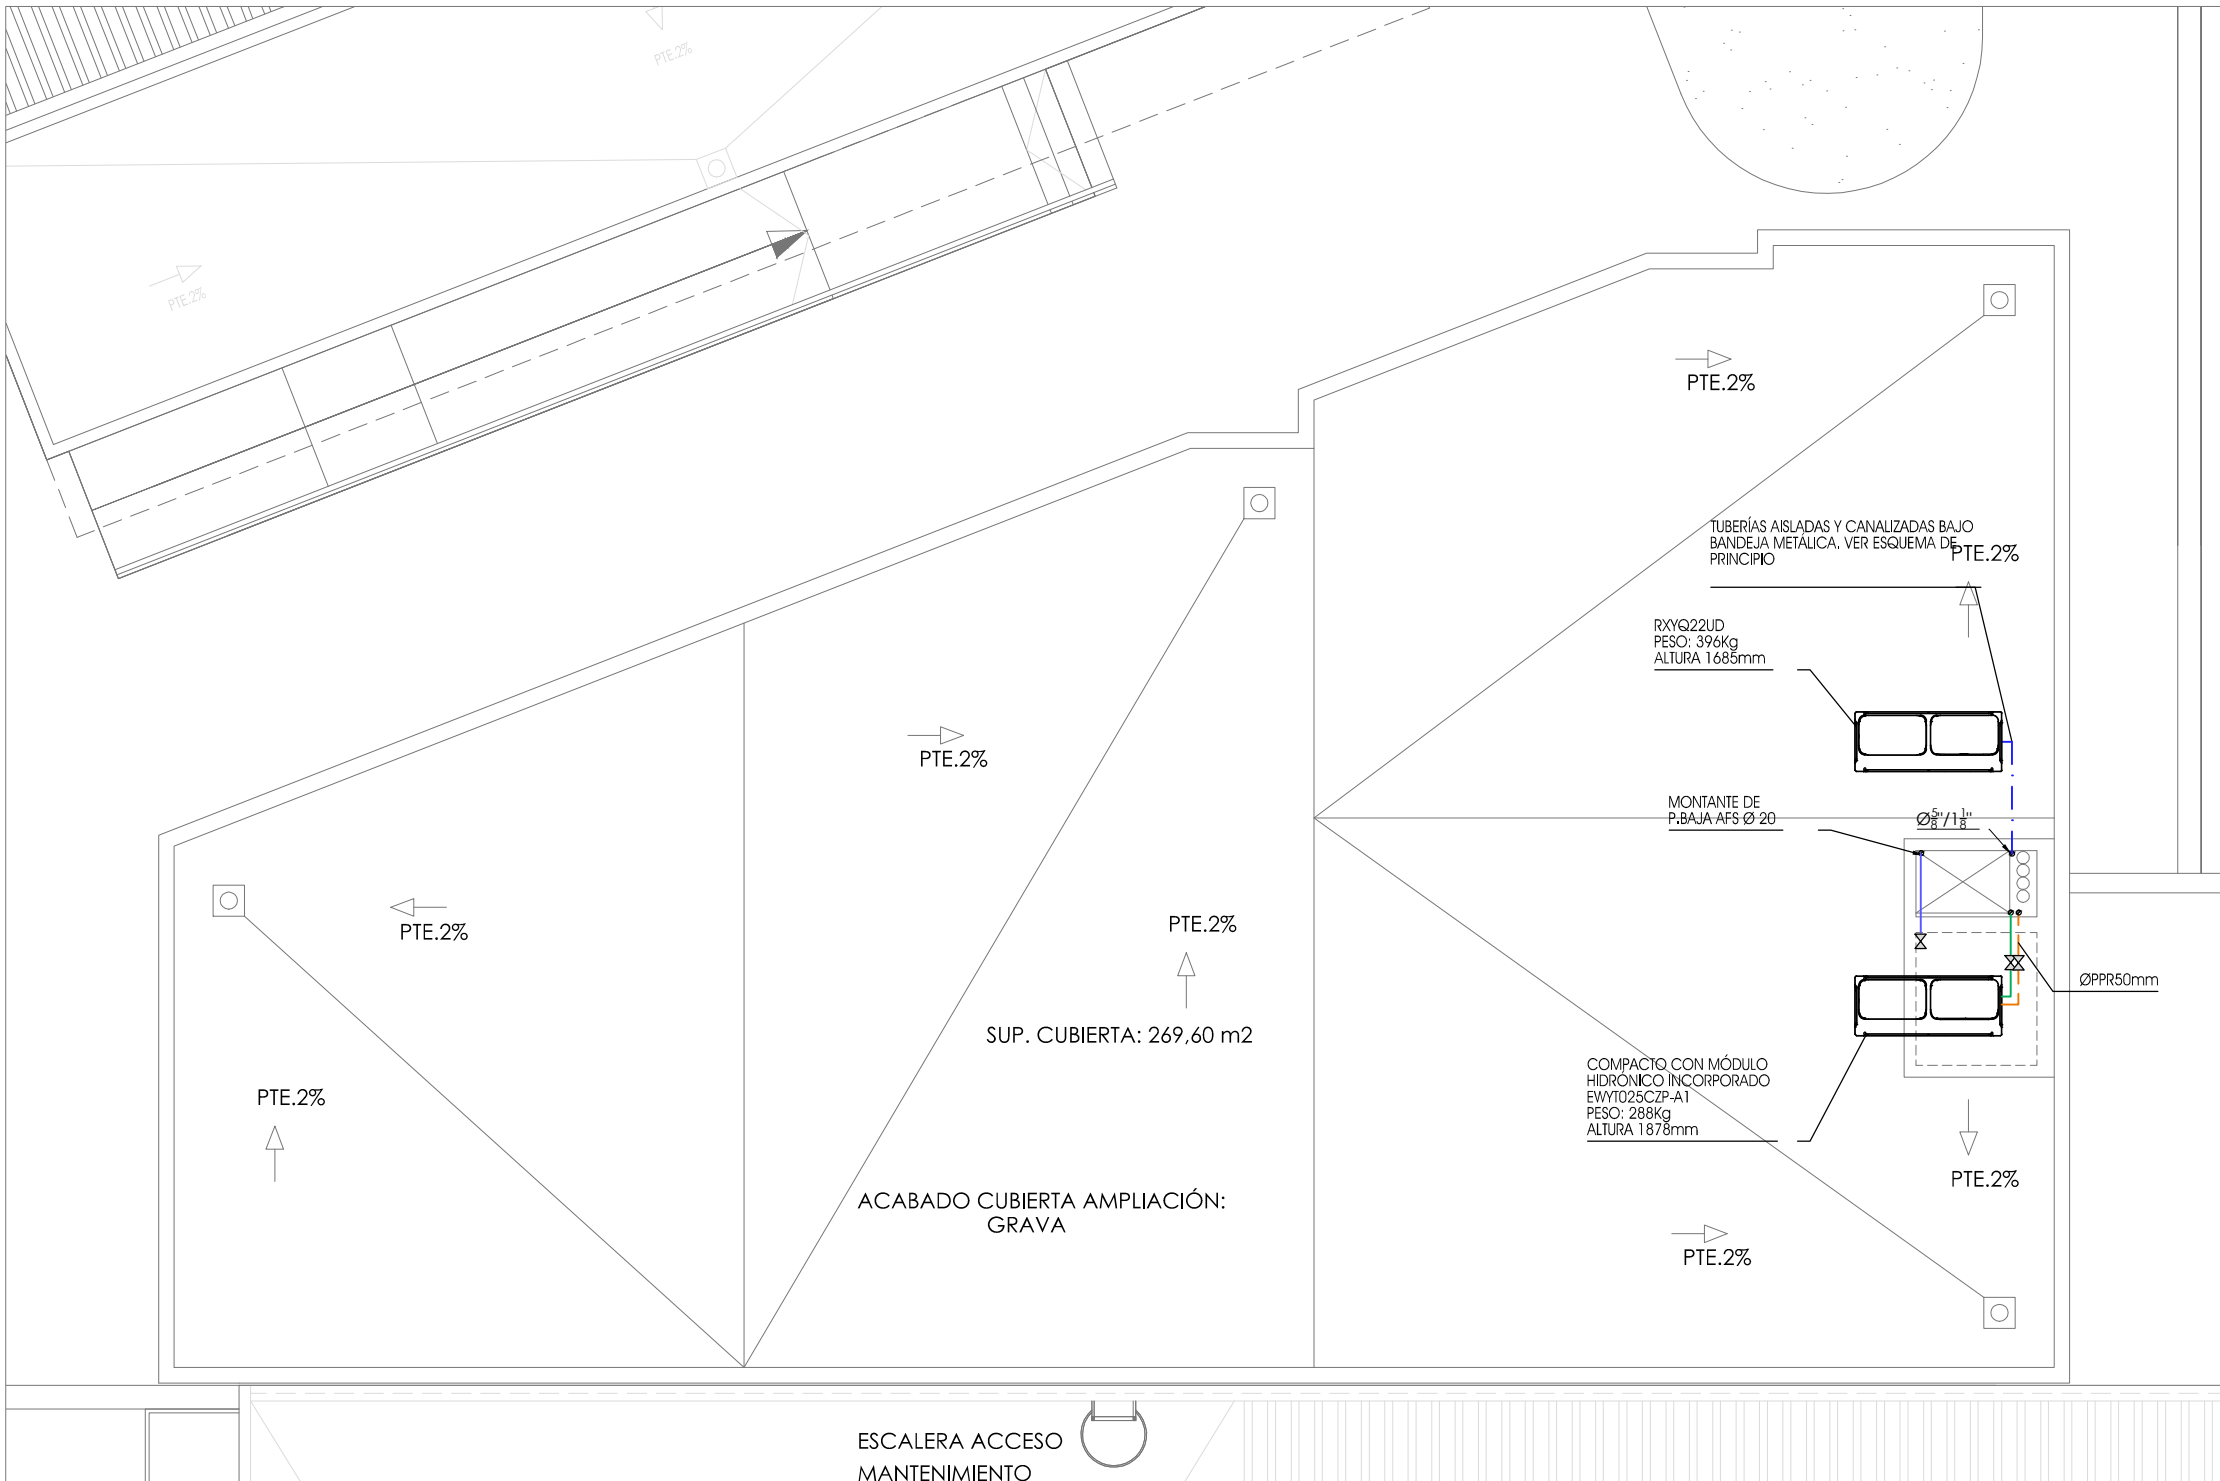 PTE.2%
PTE.2%
PTE.2%
TUBERÍAS AISLADAS Y CANALIZADAS BAJO
BANDEJA METÁLICA. VER ESQUEMA DE
PRINCIPIO
PTE.2%
RXYQ22UD
PESO: 396Kg
ALTURA 1685mm
PTE.2%
MONTANTE DE
P.BAJA AFS Ø 20
Ø5/8"/1 1/8"
PTE.2%
PTE.2%
ØPPR50mm
SUP. CUBIERTA: 269,60 m2
COMPACTO CON MÓDULO
HIDRÓNICO INCORPORADO
EWYT025CZP-A1
PESO: 288Kg
ALTURA 1878mm
PTE.2%
PTE.2%
ACABADO CUBIERTA AMPLIACIÓN:
GRAVA
PTE.2%
ESCALERA ACCESO
MANTENIMIENTO